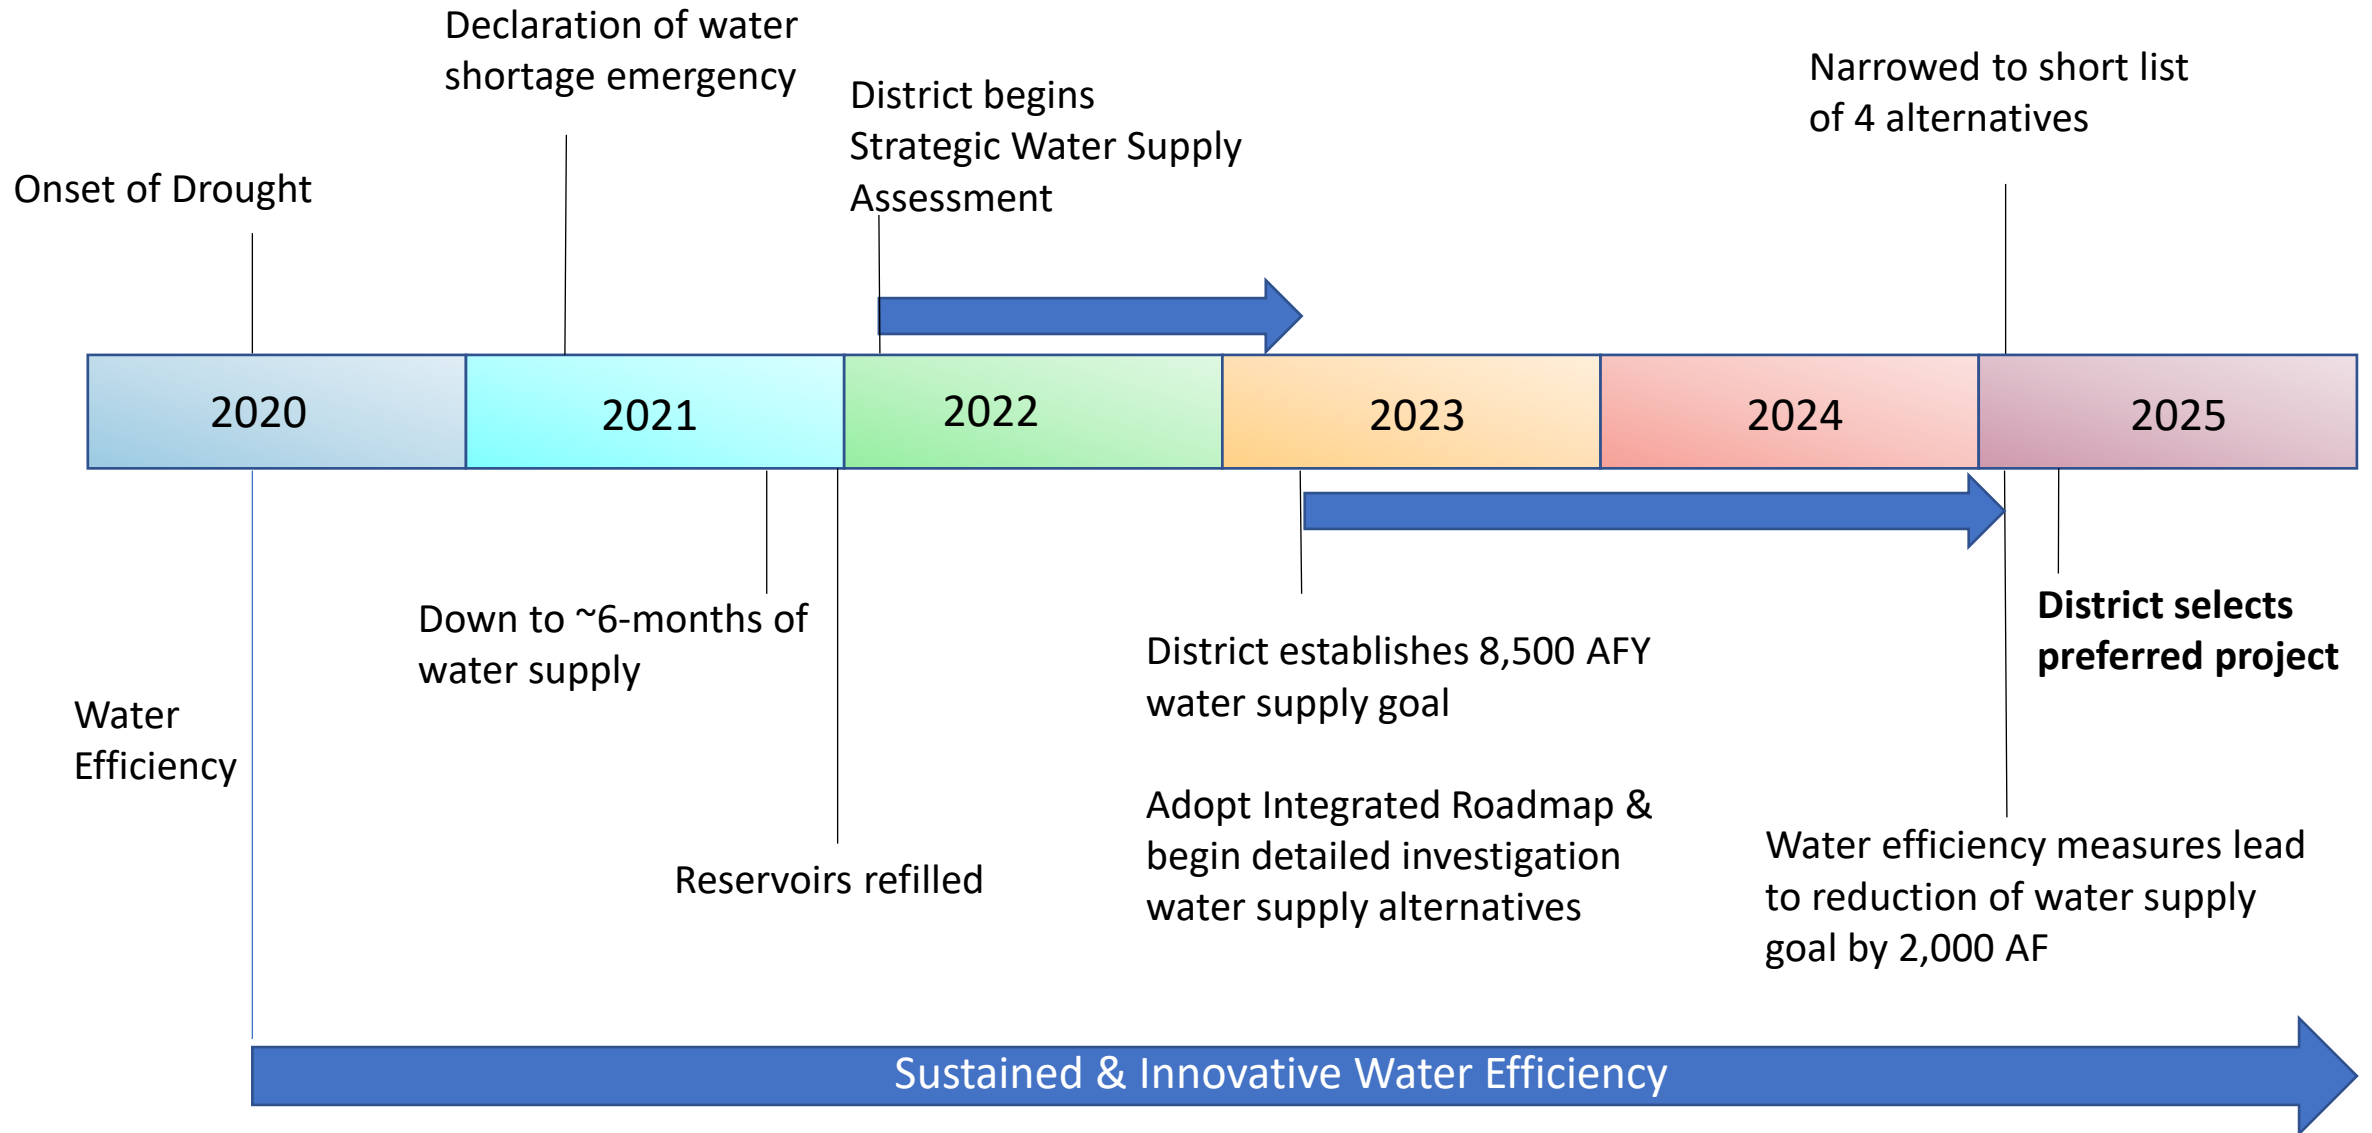 Declaration of water
shortage emergency
Narrowed to short list
of 4 alternatives
District begins
Strategic Water Supply
Assessment
Onset of Drought
2020
2021
2022
2023
2024
2025
Down to ~6-months of
water supply
District selects
preferred project
District establishes 8,500 AFY
water supply goal
Water
Efficiency
Adopt Integrated Roadmap &
begin detailed investigation
water supply alternatives
Reservoirs refilled
Water efficiency measures lead
to reduction of water supply
goal by 2,000 AF
Sustained & Innovative Water Efficiency